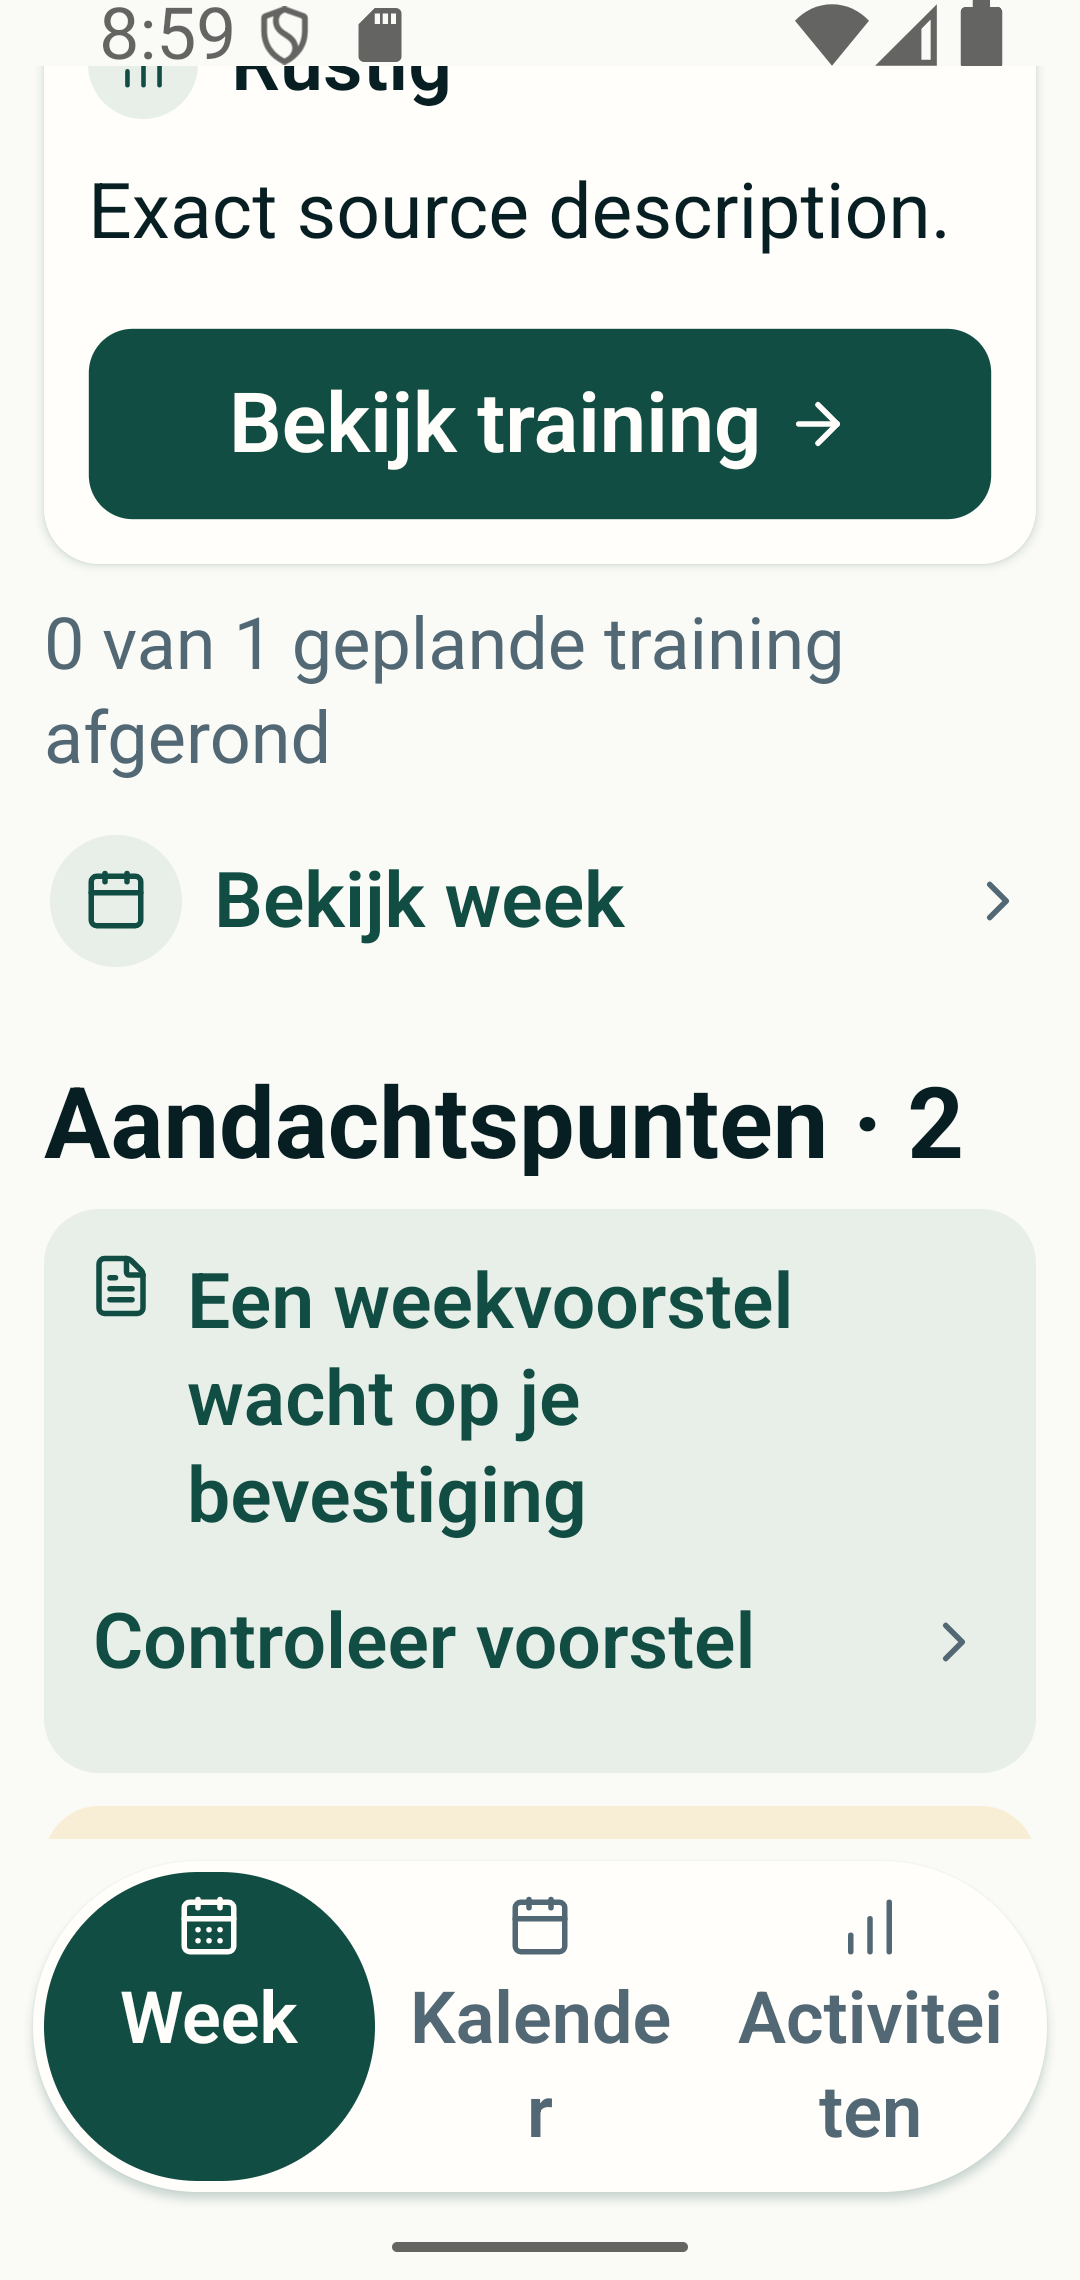 8:59
Rustig
Exact source description.
Bekijk training
0 van 1 geplande training
afgerond
Bekijk week
Aandachtspunten · 2
Een weekvoorstel
wacht op je
bevestiging
Controleer voorstel
Week
Kalende
r
Activitei
ten